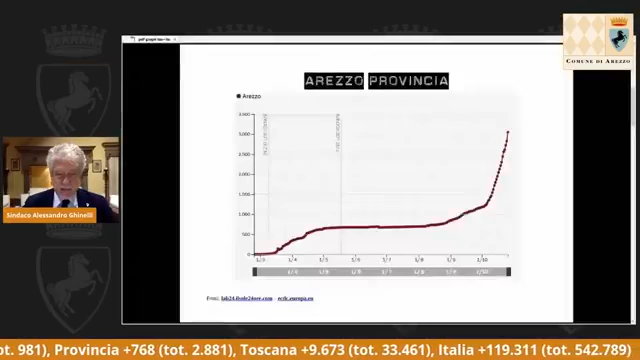 COMUNE DI AREZZO
AREZZO PROVINCIA
Arezzo
3.500
3.000
2.500
2.000
1.500
1.000
500
0
1/3 1/4 1/5 1/6 1/7 1/8 1/9 1/10
Sindaco Alessandro Ghinelli
Fonti: lab24.ilsole24ore.com - ecdc.europa.eu
ot. 981), Provincia +768 (tot. 2.881), Toscana +9.673 (tot. 33.461), Italia +119.311 (tot. 542.789)